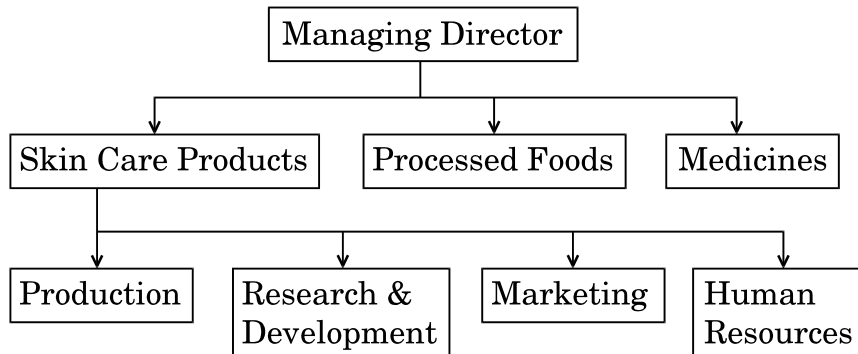 Managing Director
Skin Care Products
Processed Foods
Medicines
Production
Research &
Development
Marketing
Human
Resources